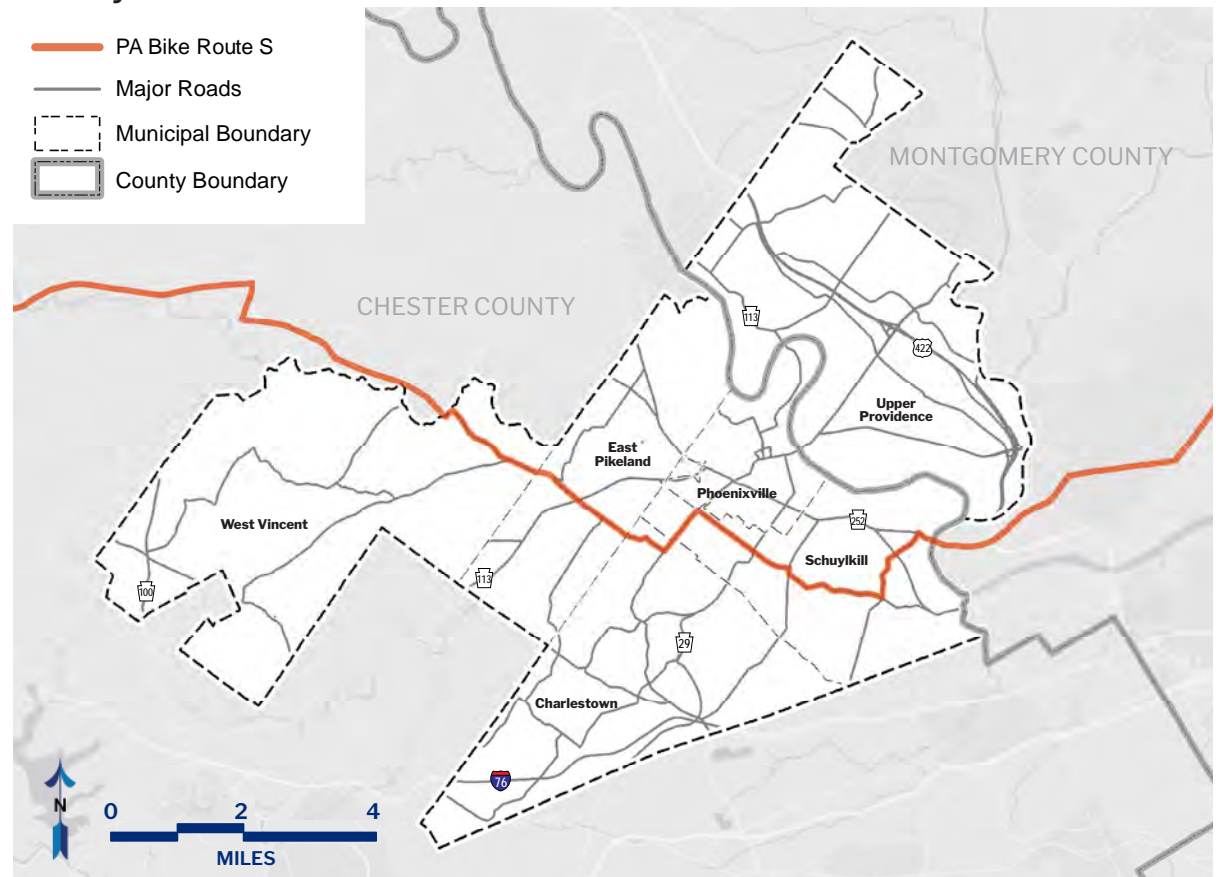 PA Bike Route S
Major Roads
Municipal Boundary
County Boundary
MONTGOMERY COUNTY
CHESTER COUNTY
113
422
Upper
Providence
East
Pikeland
Phoenixville
West Vincent
252
Schuylkill
113
100
29
Charlestown
76
N
0 2 4
MILES